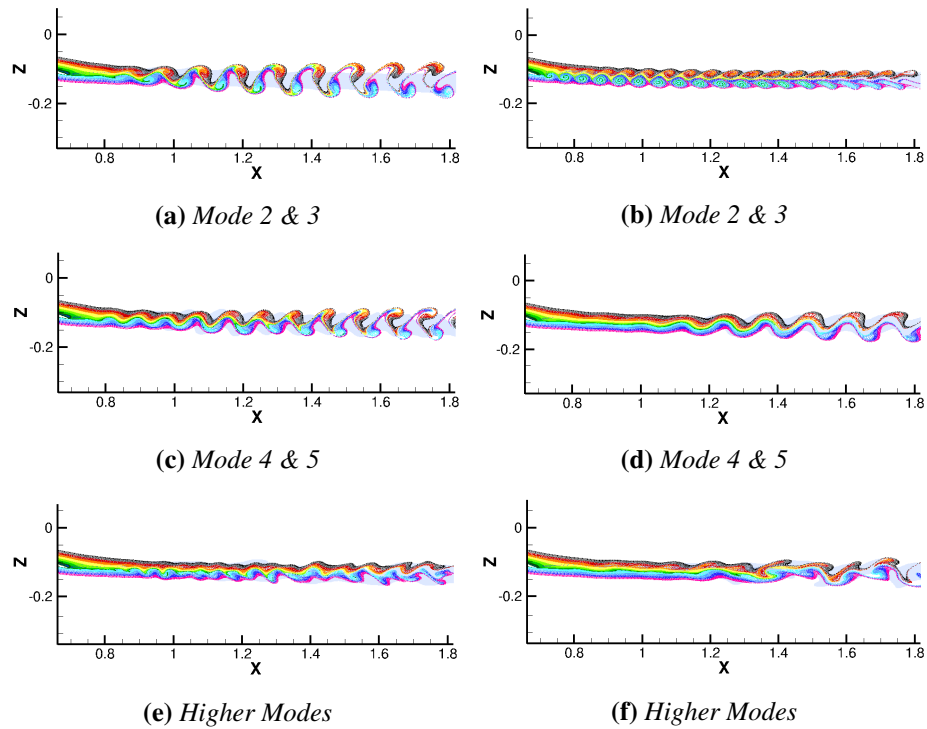 0
-0.2
Z
0.8 1 1.2 1.4 1.6 1.8
X
(a) Mode 2 & 3
0
-0.2
Z
0.8 1 1.2 1.4 1.6 1.8
X
(b) Mode 2 & 3
0
-0.2
Z
0.8 1 1.2 1.4 1.6 1.8
X
(c) Mode 4 & 5
0
-0.2
Z
0.8 1 1.2 1.4 1.6 1.8
X
(d) Mode 4 & 5
0
-0.2
Z
0.8 1 1.2 1.4 1.6 1.8
X
(e) Higher Modes
0
-0.2
Z
0.8 1 1.2 1.4 1.6 1.8
X
(f) Higher Modes